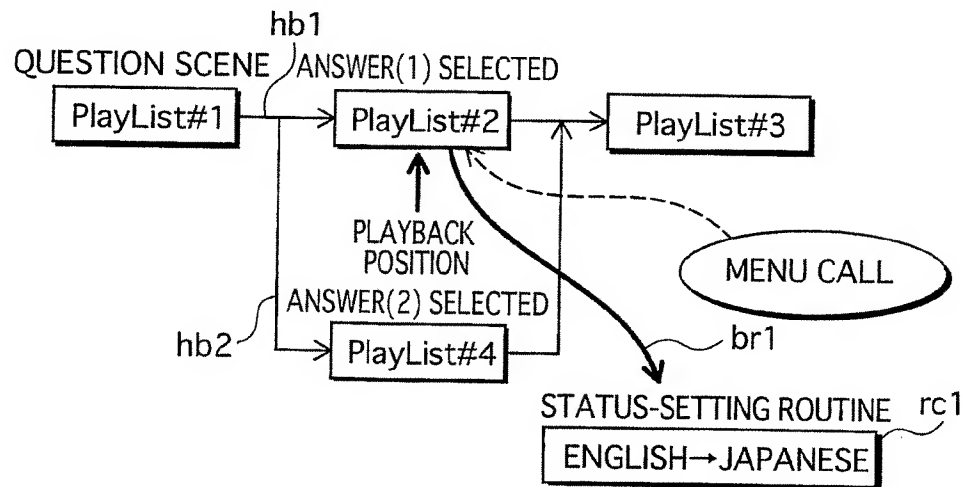 hb1
QUESTION SCENE
ANSWER(1) SELECTED
PlayList#1
PlayList#2
PlayList#3
PLAYBACK
POSITION
MENU CALL
ANSWER(2) SELECTED
hb2
PlayList#4
br1
STATUS-SETTING ROUTINE
rc1
ENGLISH→JAPANESE